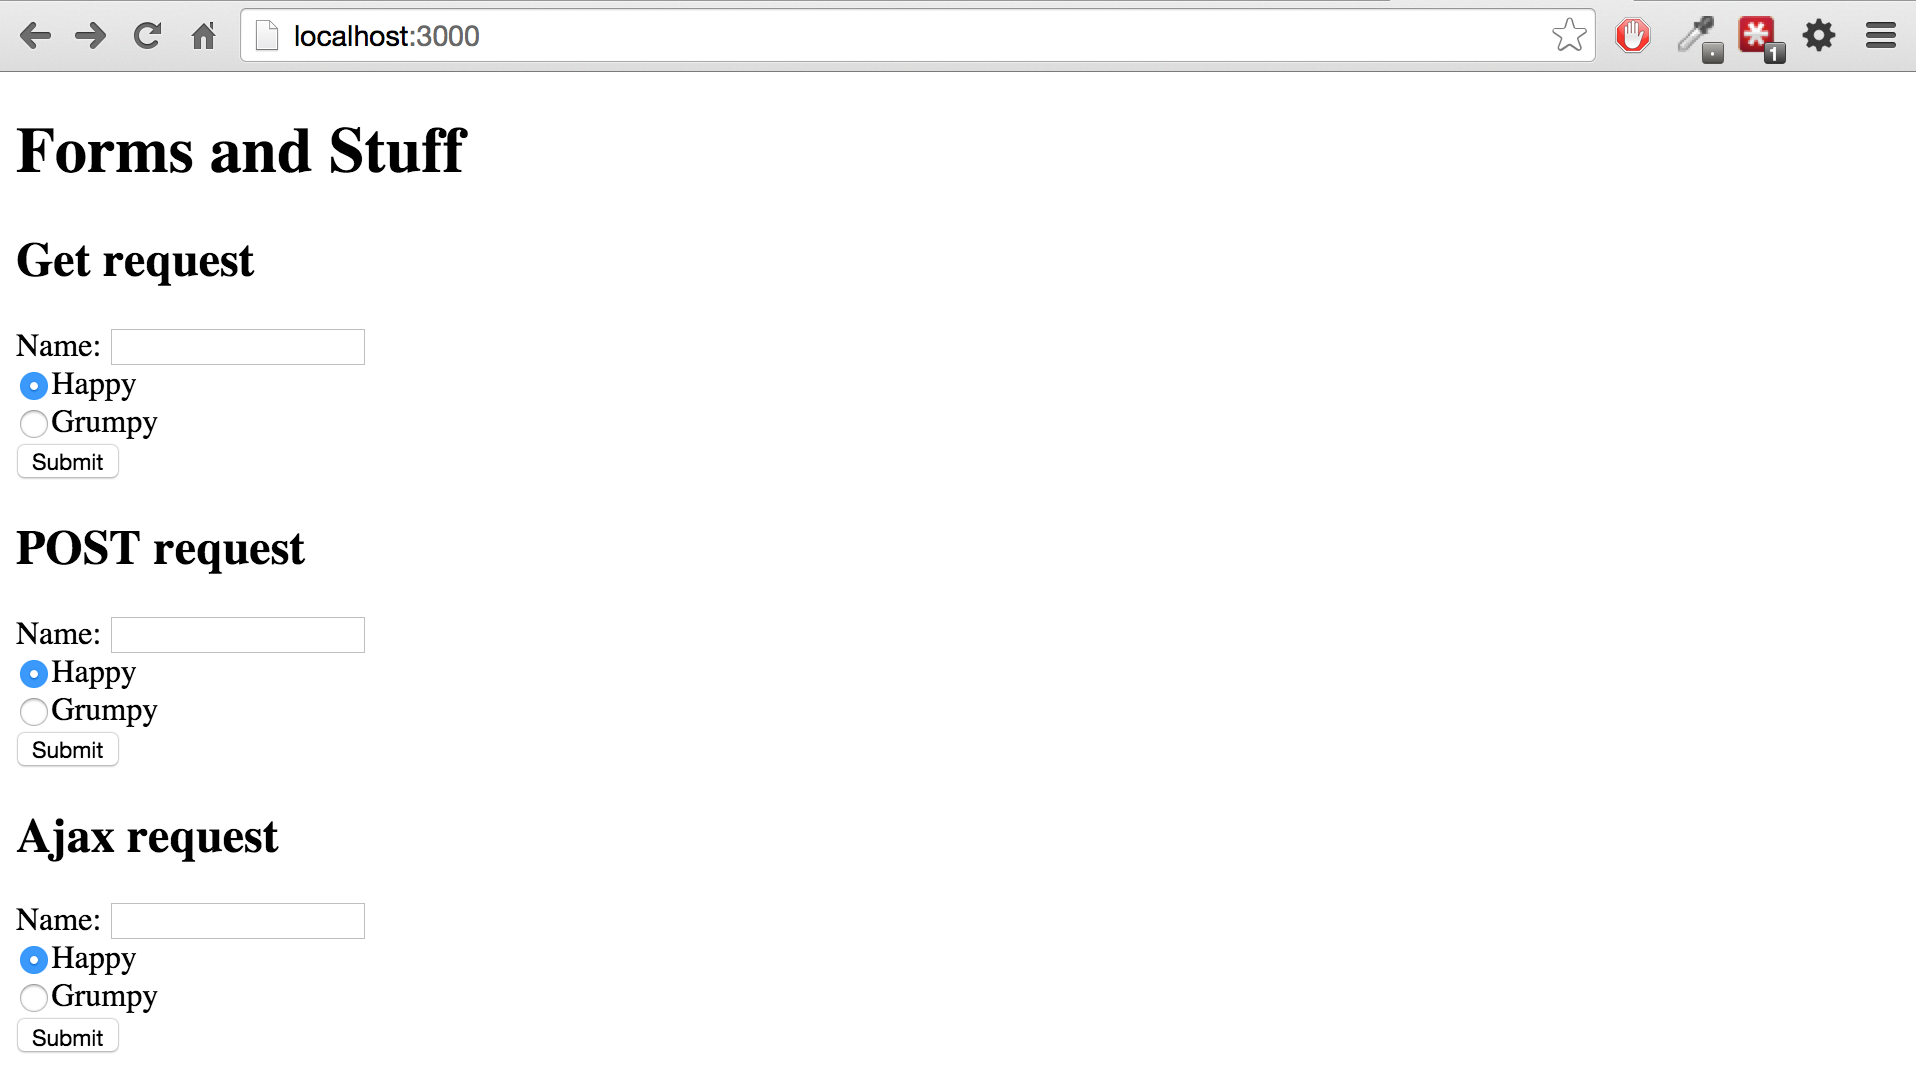 localhost:3000
1
Forms and Stuff
Get request
Name:
Happy
Grumpy
Submit
POST request
Name:
Happy
Grumpy
Submit
Ajax request
Name:
Happy
Grumpy
Submit